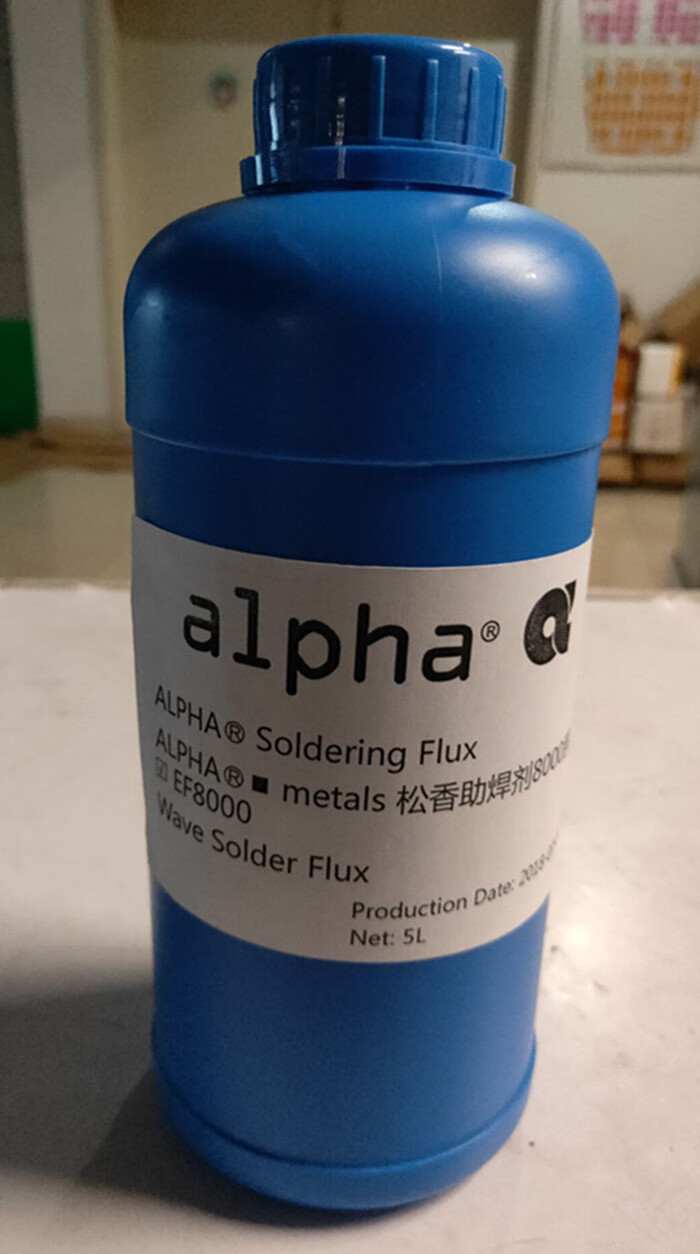 alpha®
ALPHA® Soldering Flux
ALPHA® ■ metals 松香助焊剂8000
☑ EF8000
Wave Solder Flux
Production Date: 2018-
Net: 5L